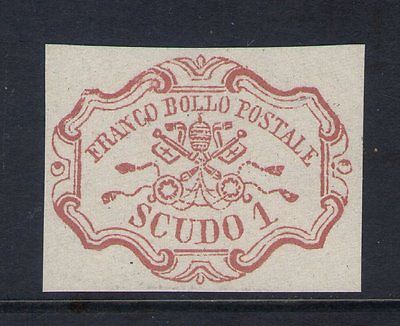 FRANCO BOLLO POSTALE
SCUDO 1